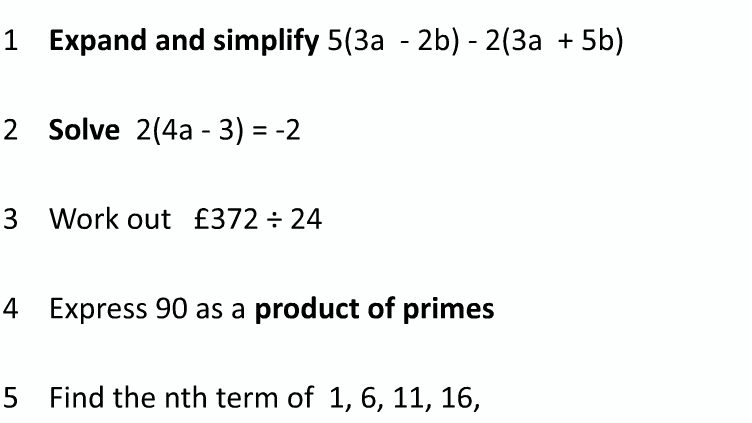 1 Expand and simplify 5(3a - 2b) - 2(3a + 5b)
2 Solve 2(4a - 3) = -2
3 Work out £372 ÷ 24
4 Express 90 as a product of primes
5 Find the nth term of 1, 6, 11, 16,